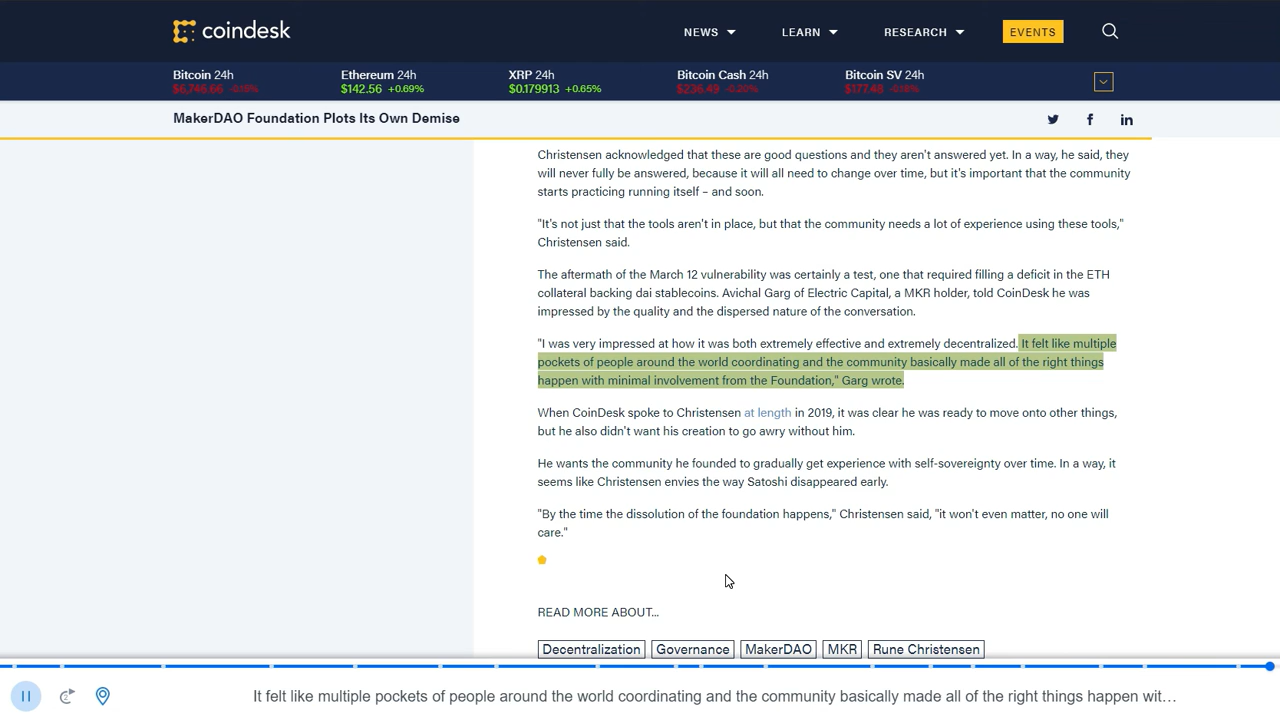 coindesk
NEWS
LEARN
RESEARCH
EVENTS
Bitcoin 24h
Ethereum 24h
XRP 24h
Bitcoin Cash 24h
Bitcoin SV 24h
$6,746.66 -0.15%
$142.56 +0.69%
$0.179913 +0.65%
$236.49 -0.20%
$177.48
MakerDAO Foundation Plots Its Own Demise
in
Christensen acknowledged that these are good questions and they aren't answered yet. In a way, he said, they
will never fully be answered, because it will all need to change over time, but it's important that the community
starts practicing running itself – and soon.
"It's not just that the tools aren't in place, but that the community needs a lot of experience using these tools,"
Christensen said.
The aftermath of the March 12 vulnerability was certainly a test, one that required filling a deficit in the ETH
collateral backing dai stablecoins. Avichal Garg of Electric Capital, a MKR holder, told CoinDesk he was
impressed by the quality and the dispersed nature of the conversation.
"I was very impressed at how it was both extremely effective and extremely decentralized. It felt like multiple
pockets of people around the world coordinating and the community basically made all of the right things
happen with minimal involvement from the Foundation," Garg wrote.
When CoinDesk spoke to Christensen at length in 2019, it was clear he was ready to move onto other things,
but he also didn't want his creation to go awry without him.
He wants the community he founded to gradually get experience with self-sovereignty over time. In a way, it
seems like Christensen envies the way Satoshi disappeared early.
"By the time the dissolution of the foundation happens," Christensen said, "it won't even matter, no one will
care."
READ MORE ABOUT...
Decentralization
Governance
MakerDAO
MKR
Rune Christensen
It felt like multiple pockets of people around the world coordinating and the community basically made all of the right things happen wit...